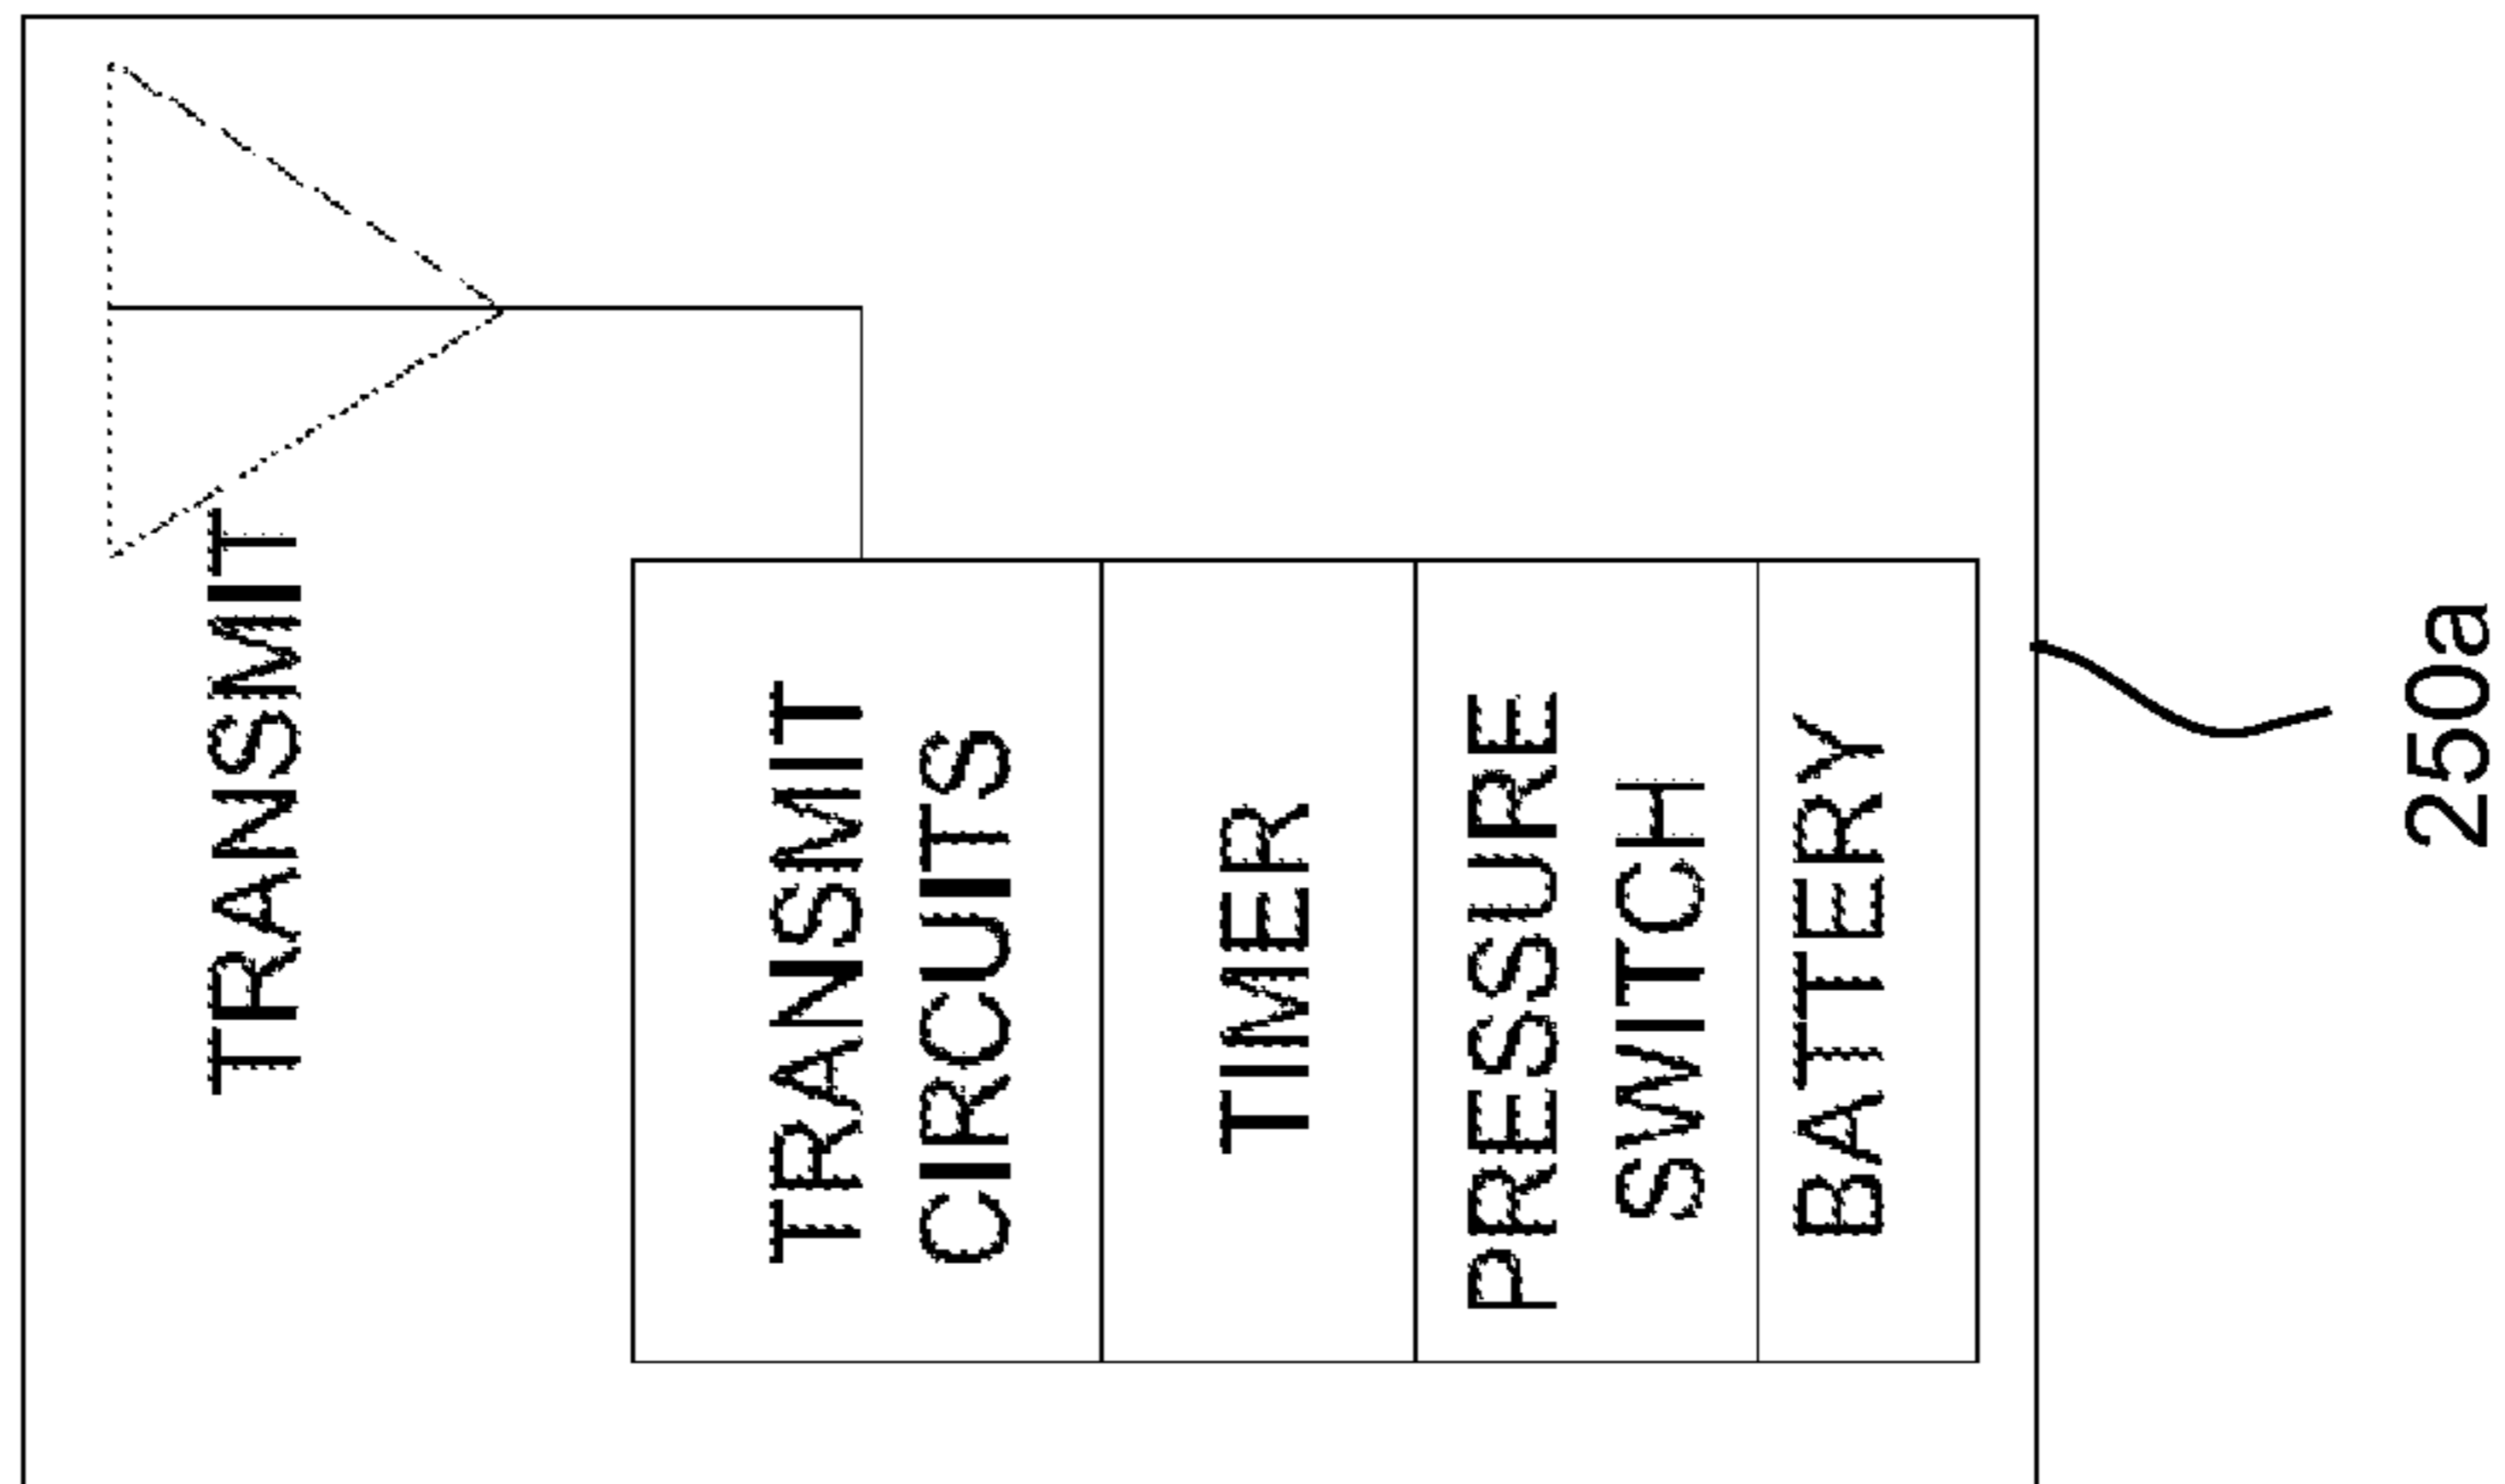 TRANSMIT
TRANSMIT
CIRCUITS
TIMER
PRESSURE
SWITCH
BATTERY
250a